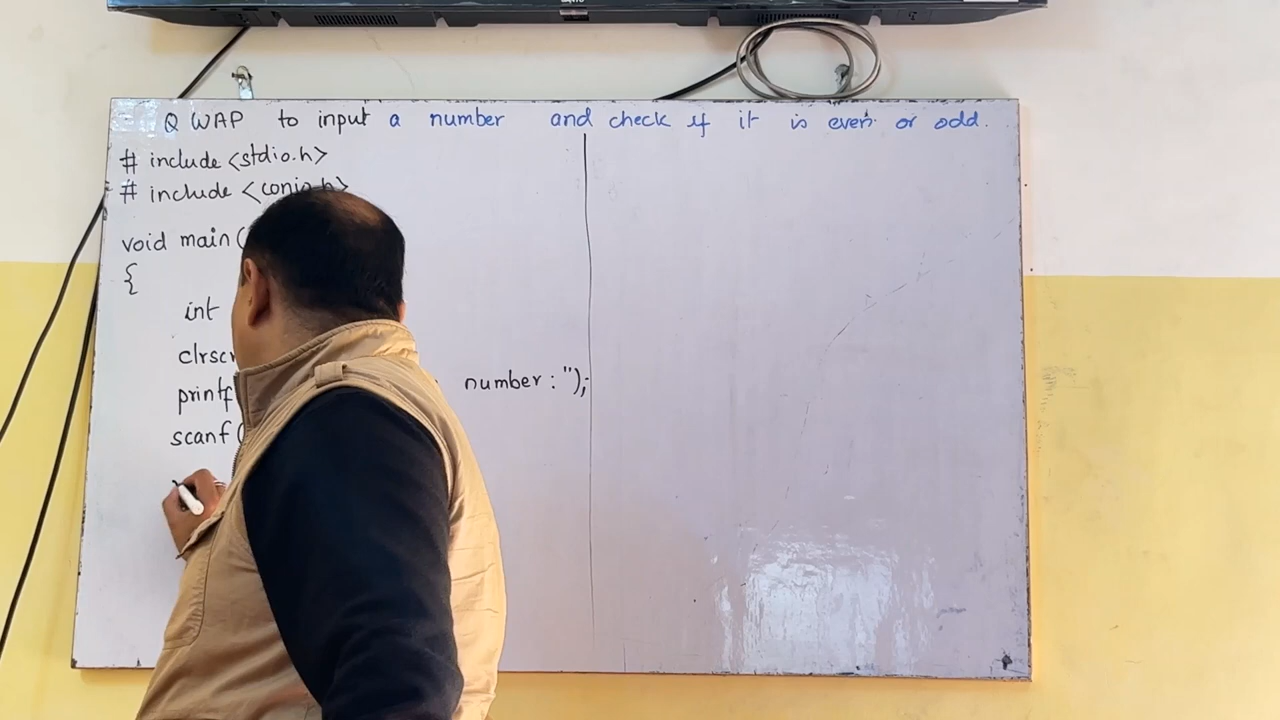 Q WAP to input a number and check if it is even or odd.
# include <stdio.h>
# include <conio.h>
void main(
{
int
clrscr
printf number : ");
scanf (